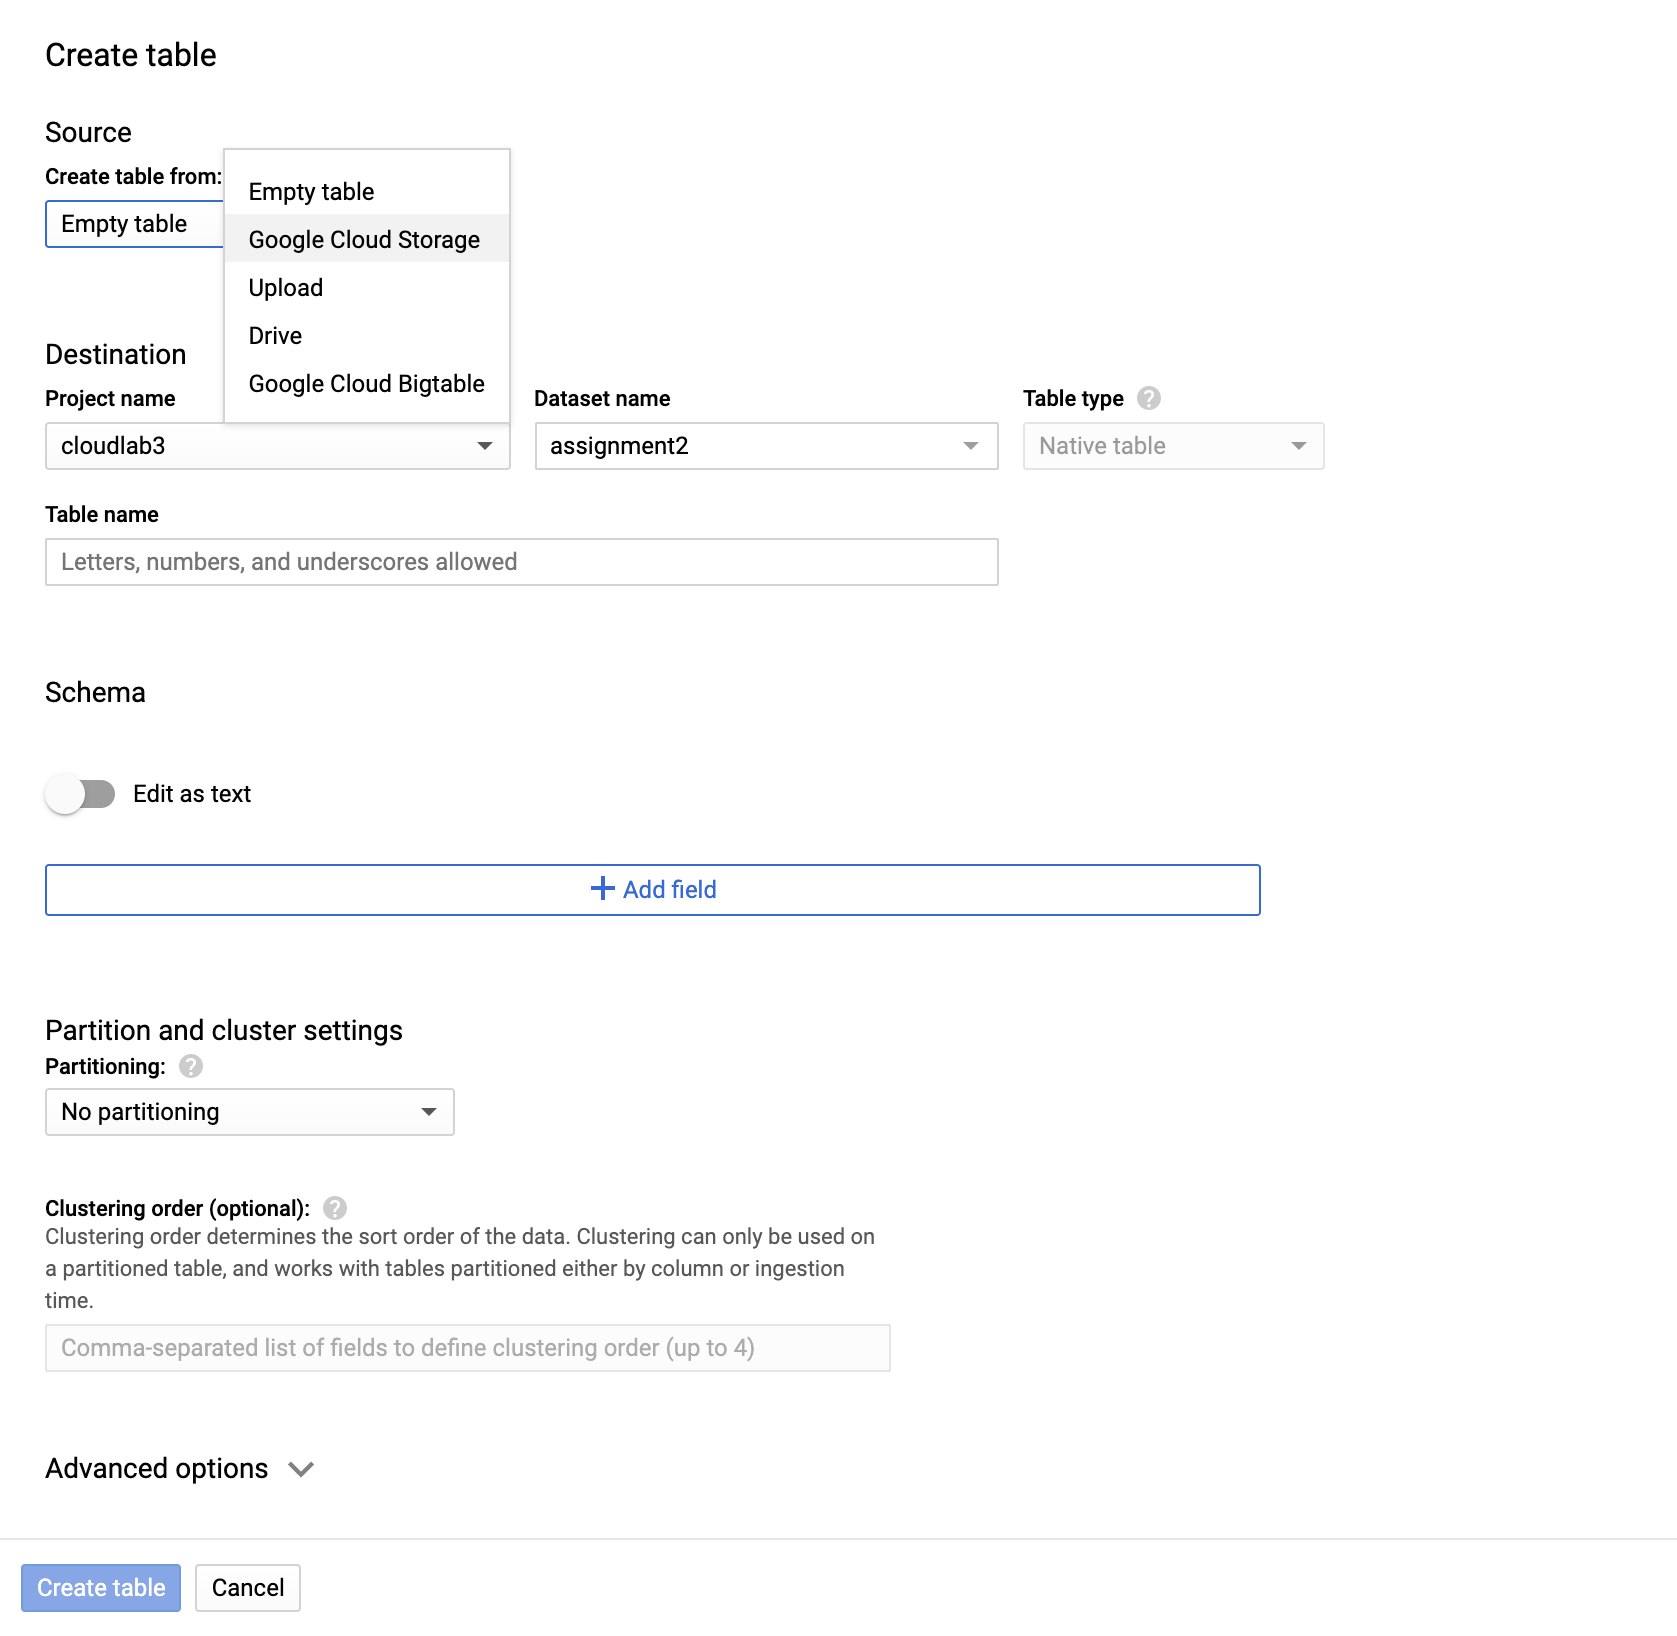 Create table
Source
Create table from:
Empty table
Empty table
Google Cloud Storage
Upload
Drive
Google Cloud Bigtable
Destination
Project name
Dataset name
Table type ?
cloudlab3
assignment2
Native table
Table name
Letters, numbers, and underscores allowed
Schema
Edit as text
+ Add field
Partition and cluster settings
Partitioning: ?
No partitioning
Clustering order (optional): ?
Clustering order determines the sort order of the data. Clustering can only be used on
a partitioned table, and works with tables partitioned either by column or ingestion
time.
Comma-separated list of fields to define clustering order (up to 4)
Advanced options
Create table
Cancel